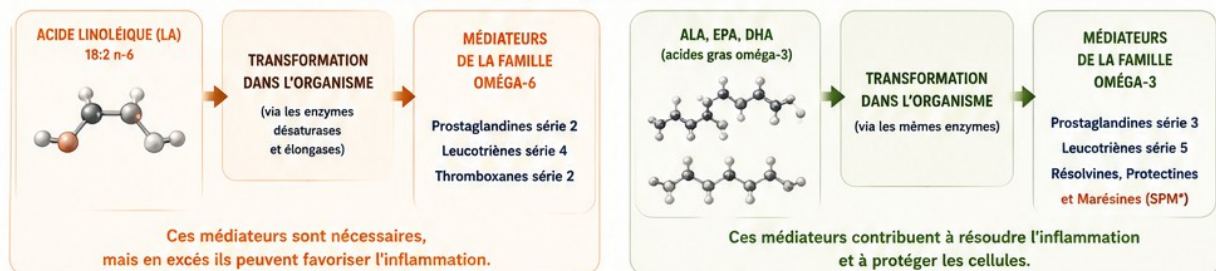 ACIDE LINOLÉIQUE (LA)
18:2 n-6
TRANSFORMATION
DANS L'ORGANISME
(via les enzymes
désaturases
et élongases)
MÉDIATEURS
DE LA FAMILLE
OMÉGA-6
Prostaglandines série 2
Leucotriènes série 4
Thromboxanes série 2
Ces médiateurs sont nécessaires,
mais en excés ils peuvent favoriser l'inflammation.
ALA, EPA, DHA
(acides gras oméga-3)
TRANSFORMATION
DANS L'ORGANISME
(via les mêmes enzymes)
MÉDIATEURS
DE LA FAMILLE
OMÉGA-3
Prostaglandines série 3
Leucotriènes série 5
Résolvines, Protectines
et Marésines (SPM*)
Ces médiateurs contribuent à résoudre l'inflammation
et à protéger les cellules.